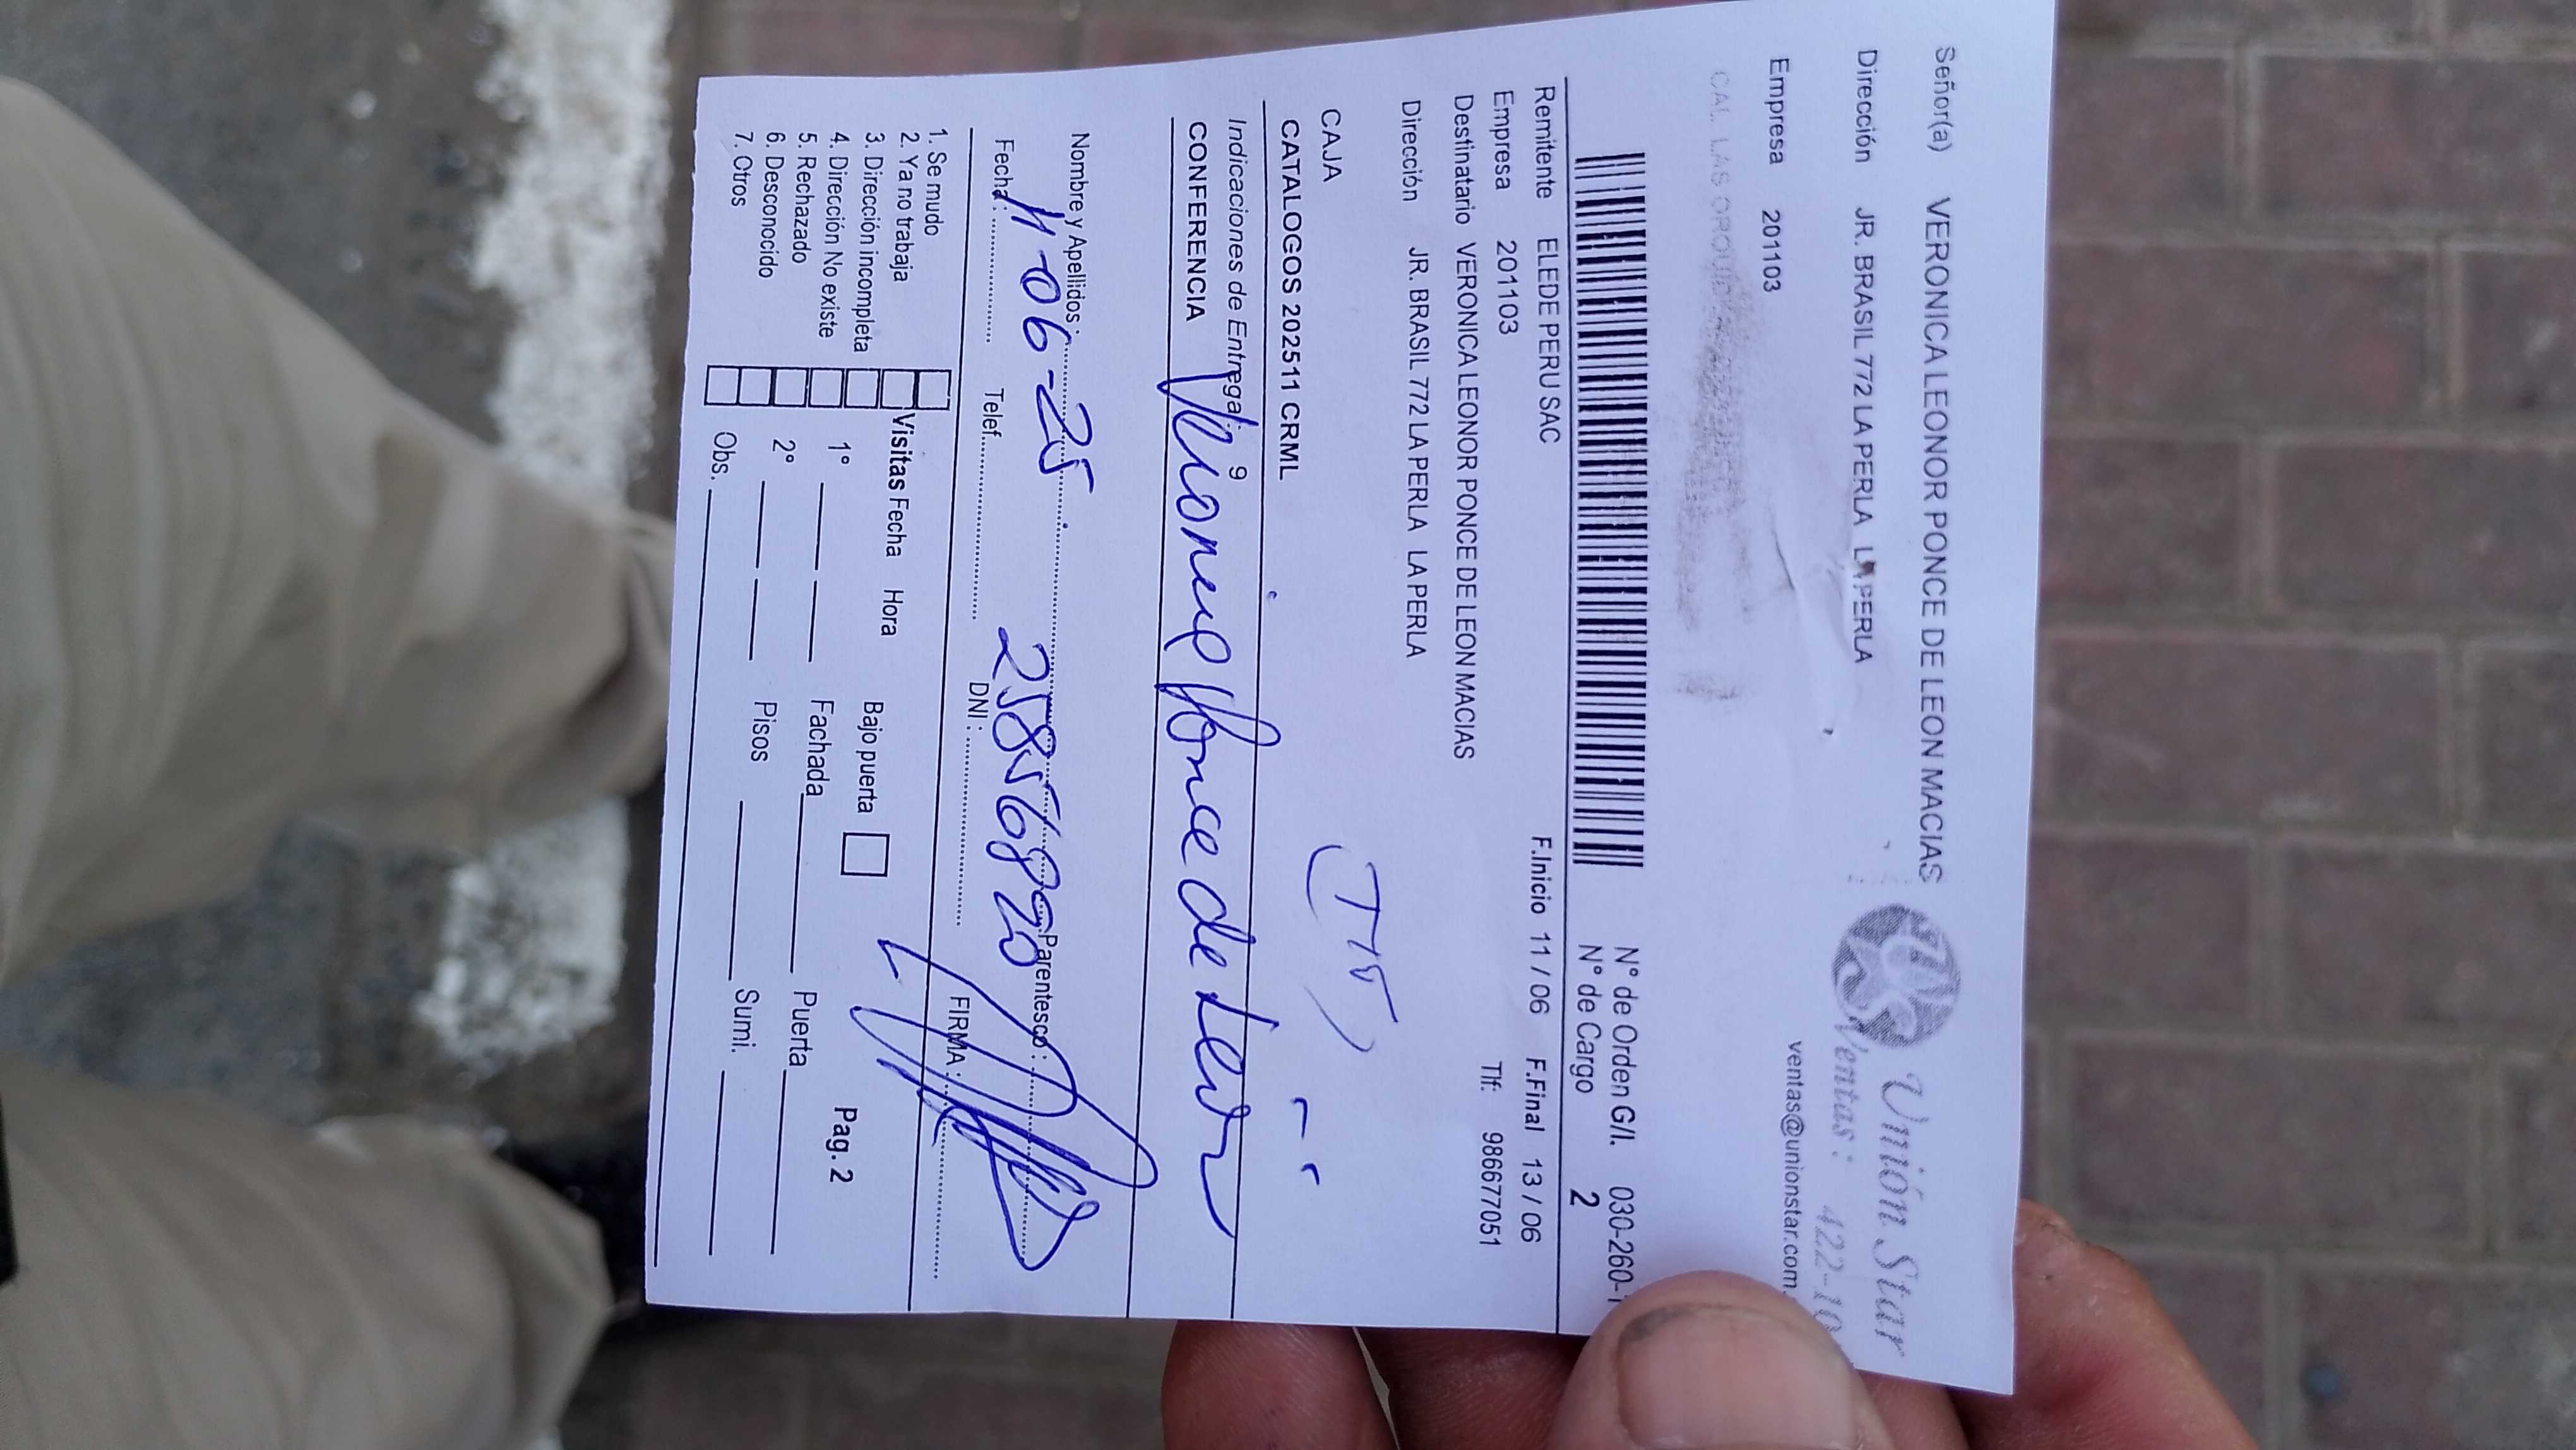 Señor(a) VERONICA LEONOR PONCE DE LEON MACIAS
Unión Star
Dirección JR. BRASIL 772 LA PERLA LA PERLA
Ventas: 422-10
Empresa 201103
ventas@unionstar.com.
CAL. LAS
N° de Orden G/I. 030-260-
N° de Cargo 2
Remitente ELEDE PERU SAC F.Inicio 11 / 06 F.Final 13 / 06
Empresa 201103 Tlf: 986677051
Destinatario VERONICA LEONOR PONCE DE LEON MACIAS
Dirección JR. BRASIL 772 LA PERLA LA PERLA
CAJA
CATALOGOS 202511 CRML
Indicaciones de Entrega: 9
CONFERENCIA
Ponce de
Nombre y Apellidos : Parentesco :
11-06-25
Fecha: Telef. DNI : FIRMA :
1. Se mudo
2. Ya no trabaja
3. Dirección incompleta
4. Dirección No existe
5. Rechazado
6. Desconocido
7. Otros
Visitas Fecha Hora
1°
2°
Obs.
Bajo puerta
Fachada Puerta
Pisos Sumi.
Pag. 2